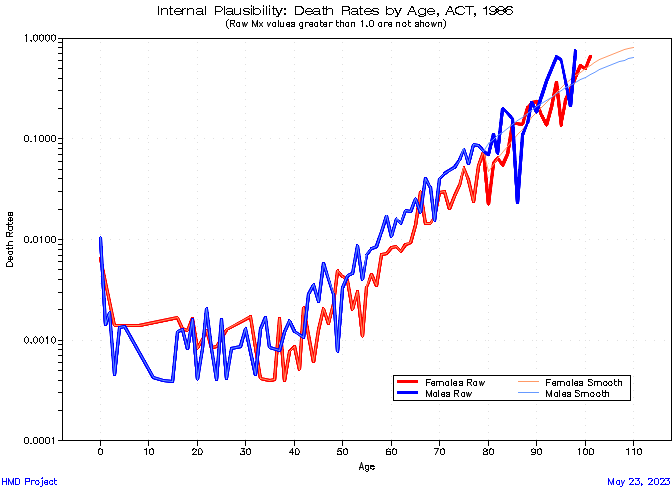 Internal Plausibility: Death Rates by Age, ACT, 1986
(Raw Mx values greater than 1.0 are not shown)
1.0000
0.1000
0.0100
0.0010
0.0001
Death Rates
0 10 20 30 40 50 60 70 80 90 100 110
Age
Females Raw Females Smooth
Males Raw Males Smooth
HMD Project May 23, 2023